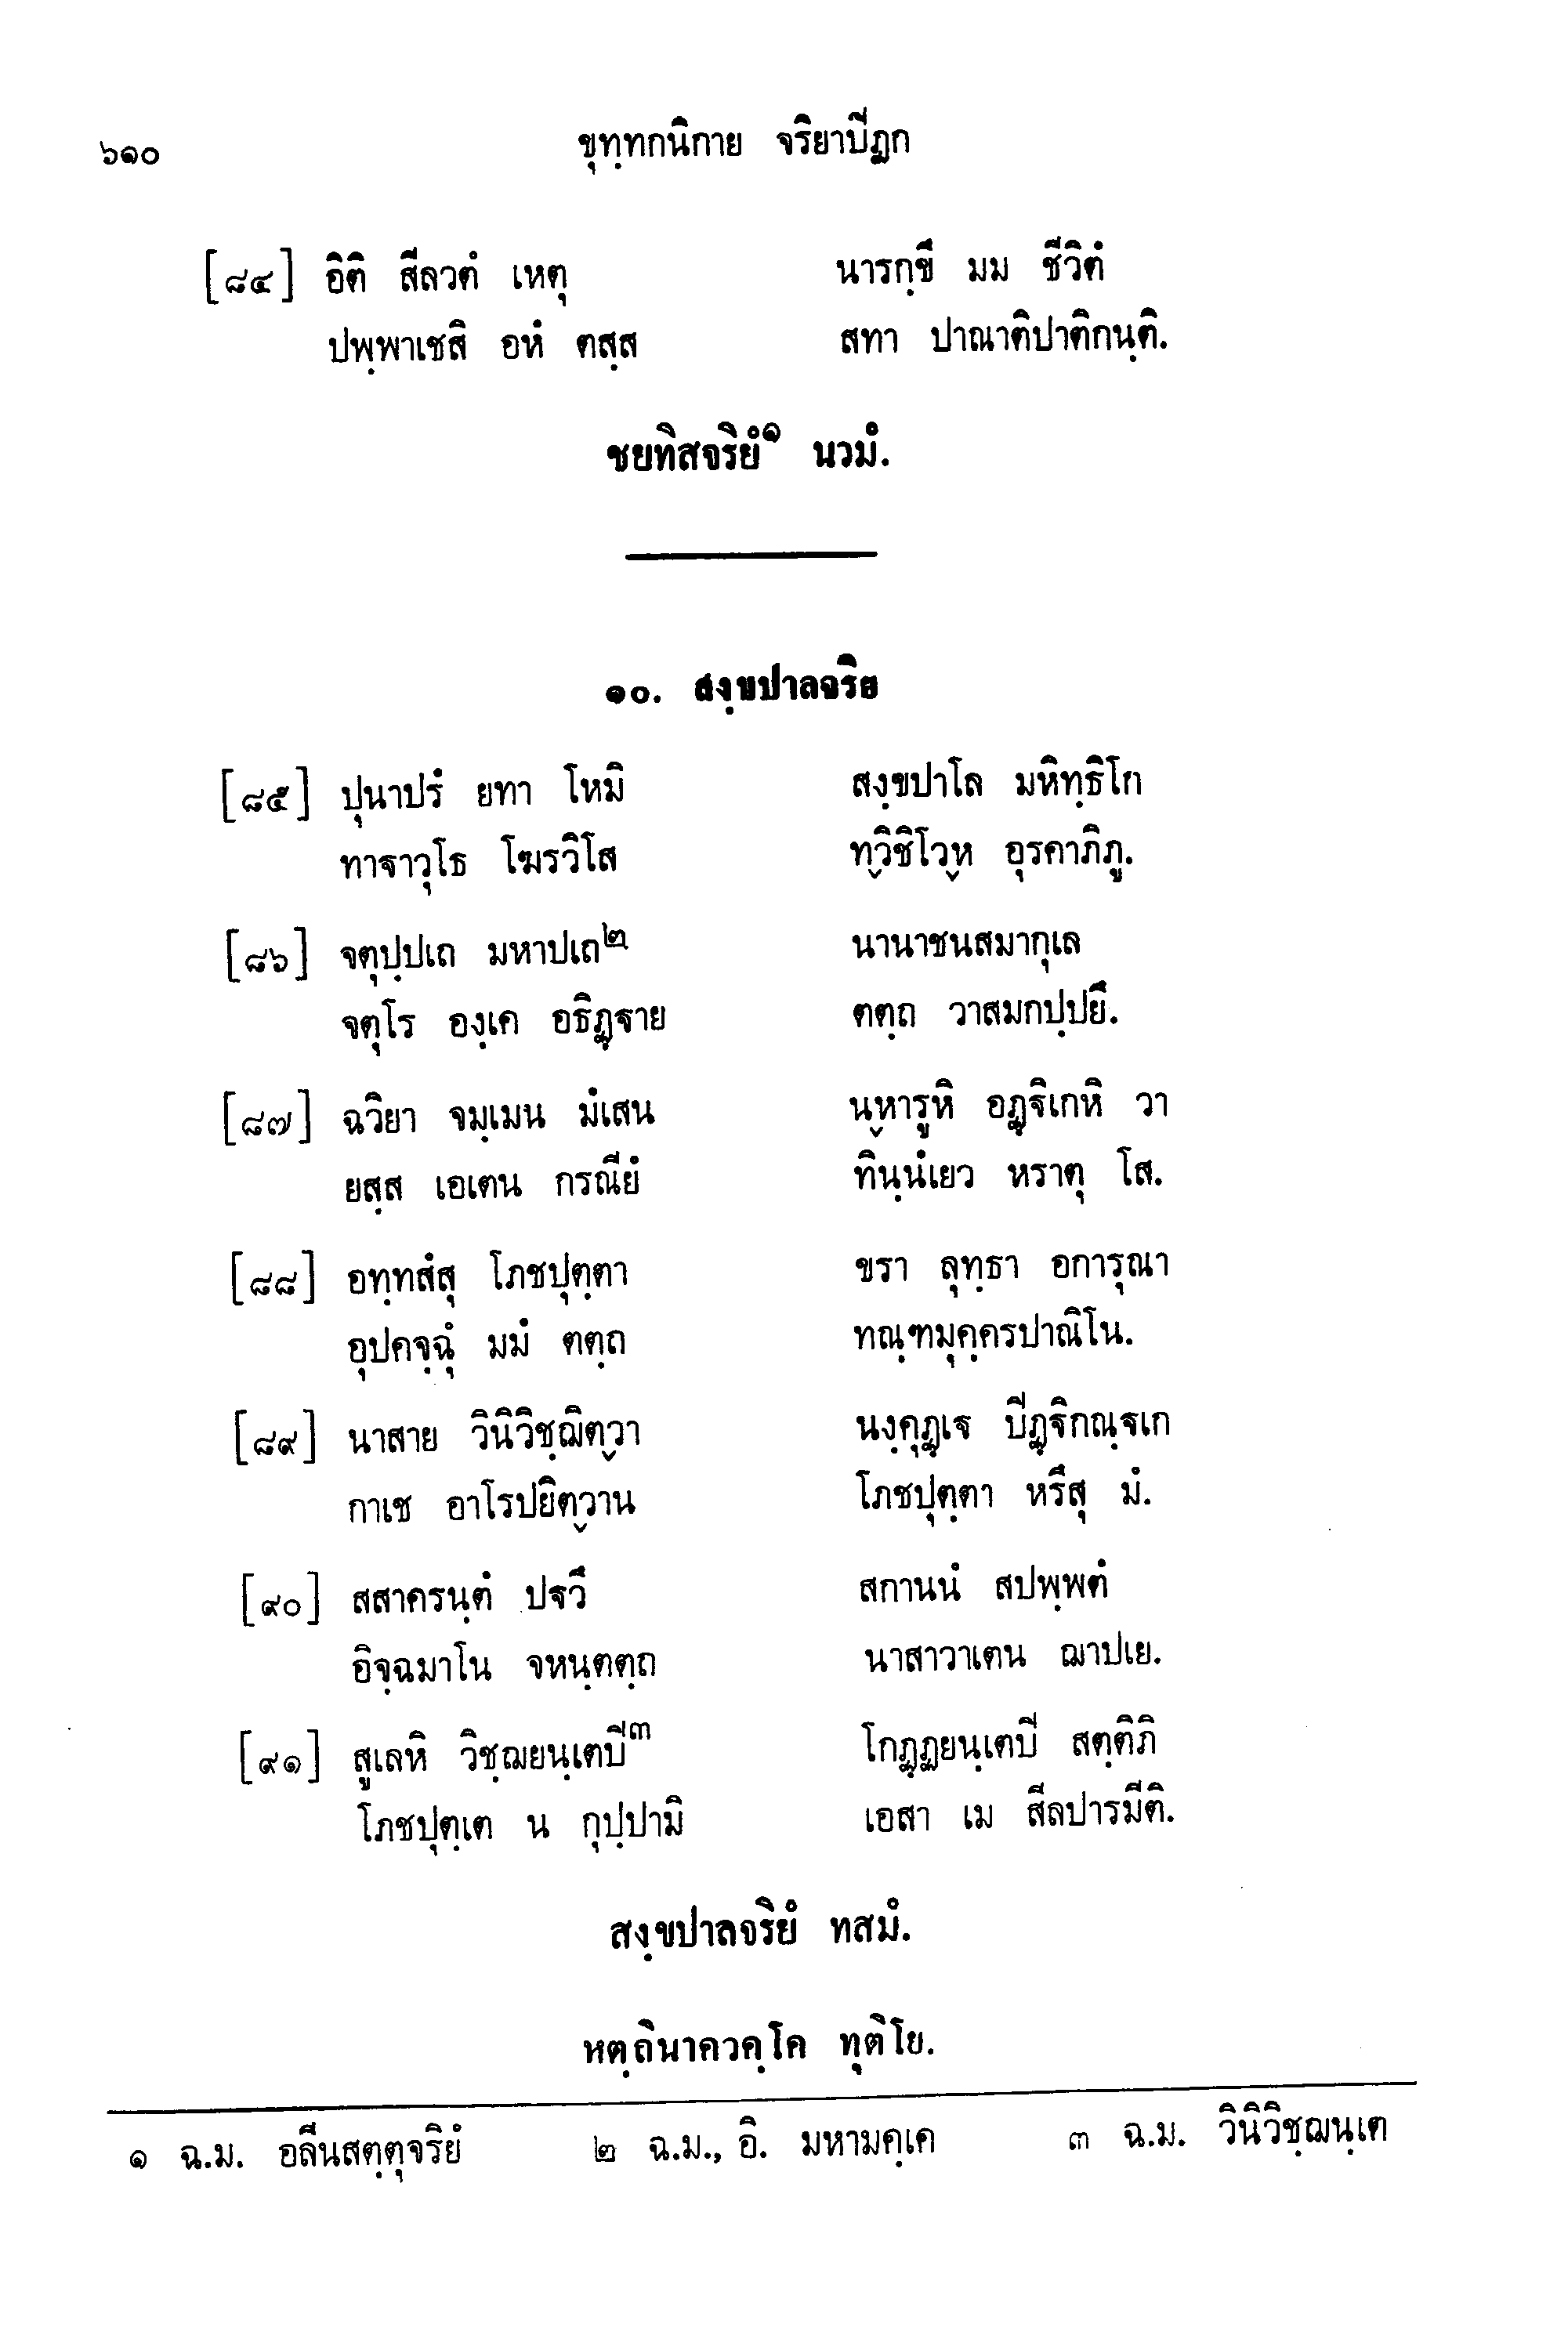 ๖๑๐ ขุทฺทกนิกาย จริยาปิฏก
[๘๔] อิติ สีลวตํ เหตุ นารกฺขึ มม ชีวิตํ
ปพฺพาเชสิ อหํ ตสฺส สทา ปาณาติปาติกนฺติ.
ชยทิสจริยํ๑ นวมํ.
๑๐. สงฺขปาลจริย
[๘๕] ปุนาปรํ ยทา โหมิ สงฺขปาโล มหิทฺธิโก
ทาฐาวุโธ โฆรวิโส ทฺวิชิโวฺห อุรคาภิภู.
[๘๖] จตุปฺปเถ มหาปเถ๒ นานาชนสมากุเล
จตุโร องฺเค อธิฏฺฐาย ตตฺถ วาสมกปฺปยึ.
[๘๗] ฉวิยา จมฺเมน มํเสน นฺหารูหิ อฏฺฐิเกหิ วา
ยสฺส เอเตน กรณียํ ทินฺนํเยว หราตุ โส.
[๘๘] อทฺทสํสุ โภชปุตฺตา ขรา ลุทฺธา อการุณา
อุปคจฺฉุํ มมํ ตตฺถ ทณฺฑมุคฺครปาณิโน.
[๘๙] นาสาย วินิวิชฺฌิตฺวา นงฺคุฏฺเฐ ปิฏฺฐิกณฺฐเก
กาเช อาโรปยิตฺวาน โภชปุตฺตา หรึสุ มํ.
[๙๐] สสาครนฺตํ ปฐวึ สกานนํ สปพฺพตํ
อิจฺฉมาโน จหนฺตตฺถ นาสาวาเตน ฌาปเย.
[๙๑] สูเลหิ วิชฺฌยนฺเตปิ๓ โกฏฺฏยนฺเตปิ สตฺติภิ
โภชปุตฺเต น กุปฺปามิ เอสา เม สีลปารมีติ.
สงฺขปาลจริยํ ทสมํ.
หตฺถินาควคฺโค ทุติโย.
๑ ฉ.ม. อลีนสตฺตุจริยํ ๒ ฉ.ม., อิ. มหามคฺเค ๓ ฉ.ม. วินิวิชฺฌนฺเต